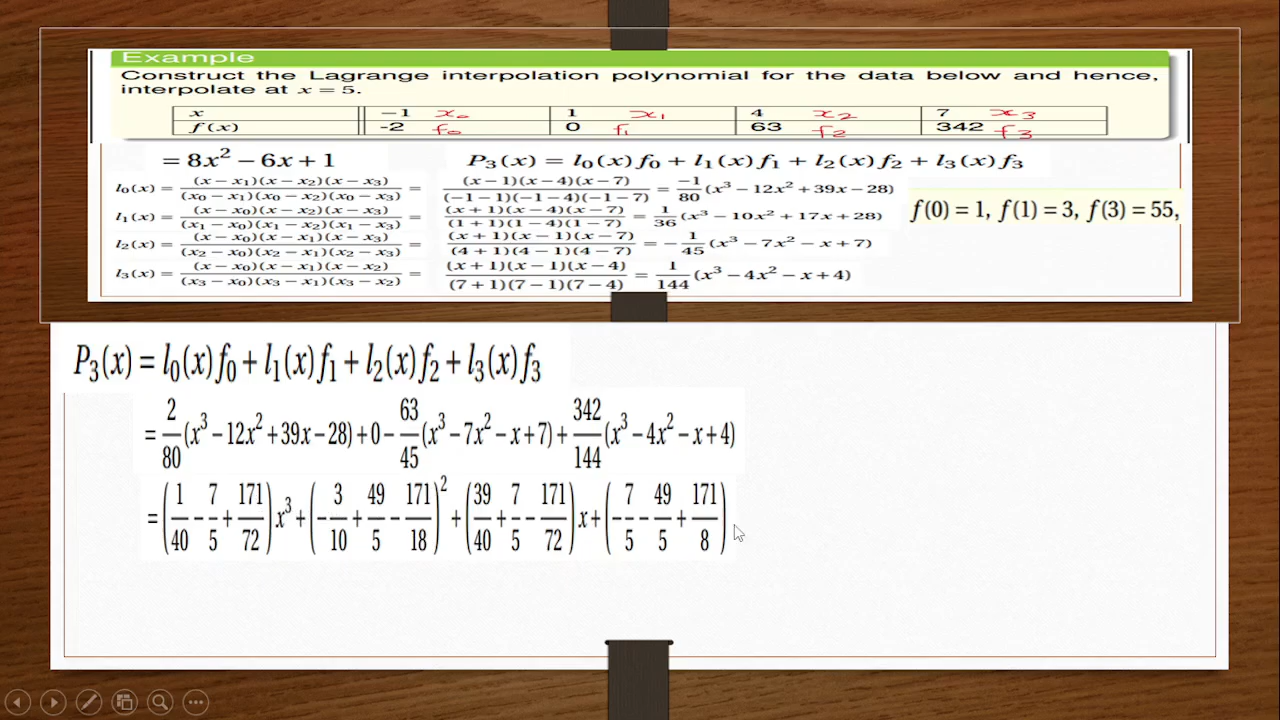 Example
Construct the Lagrange interpolation polynomial for the data below and hence,
interpolate at x = 5.
x −1 x₀ 1 x₁ 4 x₂ 7 x₃
f(x) -2 f₀ 0 f₁ 63 f₂ 342 f₃
= 8x² − 6x + 1 P₃(x) = l₀(x)f₀ + l₁(x)f₁ + l₂(x)f₂ + l₃(x)f₃
l₀(x) = (x − x₁)(x − x₂)(x − x₃) / (x₀ − x₁)(x₀ − x₂)(x₀ − x₃) = (x − 1)(x − 4)(x − 7) / (−1 − 1)(−1 − 4)(−1 − 7) = −1/80 (x³ − 12x² + 39x − 28)
f(0) = 1, f(1) = 3, f(3) = 55,
l₁(x) = (x − x₀)(x − x₂)(x − x₃) / (x₁ − x₀)(x₁ − x₂)(x₁ − x₃) = (x + 1)(x − 4)(x − 7) / (1 + 1)(1 − 4)(1 − 7) = 1/36 (x³ − 10x² + 17x + 28)
l₂(x) = (x − x₀)(x − x₁)(x − x₃) / (x₂ − x₀)(x₂ − x₁)(x₂ − x₃) = (x + 1)(x − 1)(x − 7) / (4 + 1)(4 − 1)(4 − 7) = − 1/45 (x³ − 7x² − x + 7)
l₃(x) = (x − x₀)(x − x₁)(x − x₂) / (x₃ − x₀)(x₃ − x₁)(x₃ − x₂) = (x + 1)(x − 1)(x − 4) / (7 + 1)(7 − 1)(7 − 4) = 1/144 (x³ − 4x² − x + 4)
P₃(x) = l₀(x)f₀ + l₁(x)f₁ + l₂(x)f₂ + l₃(x)f₃
= 2/80 (x³ − 12x² + 39x − 28) + 0 − 63/45 (x³ − 7x² − x + 7) + 342/144 (x³ − 4x² − x + 4)
= (1/40 − 7/5 + 171/72) x³ + (− 3/10 + 49/5 − 171/18)² + (39/40 + 7/5 − 171/72) x + (− 7/5 − 49/5 + 171/8)